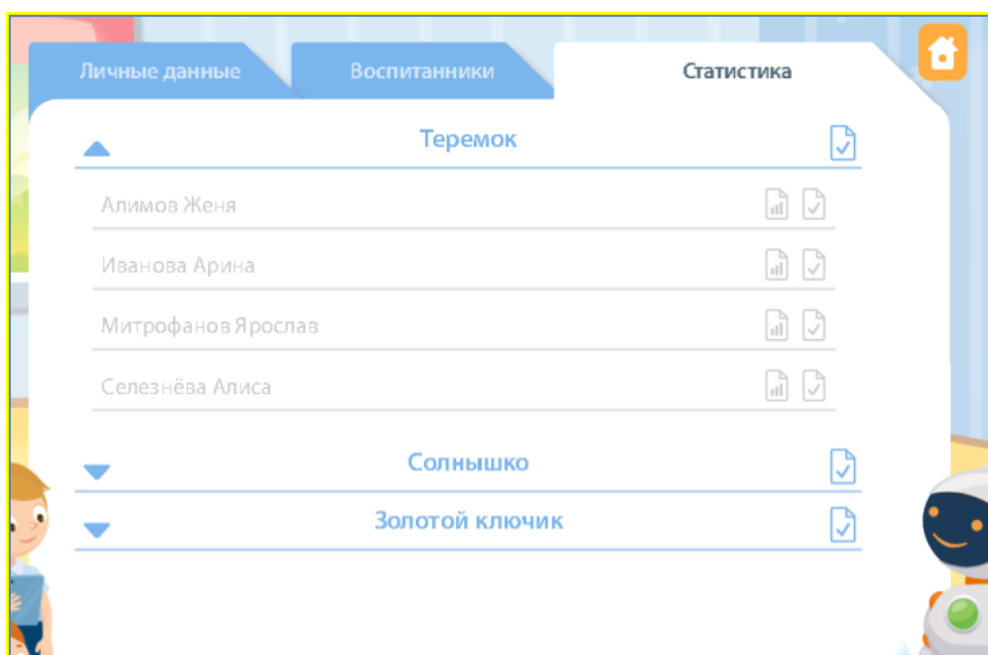 Личные данные
Воспитанники
Статистика
Теремок
Алимов Женя
Иванова Арина
Митрофанов Ярослав
Селезнёва Алиса
Солнышко
Золотой ключик